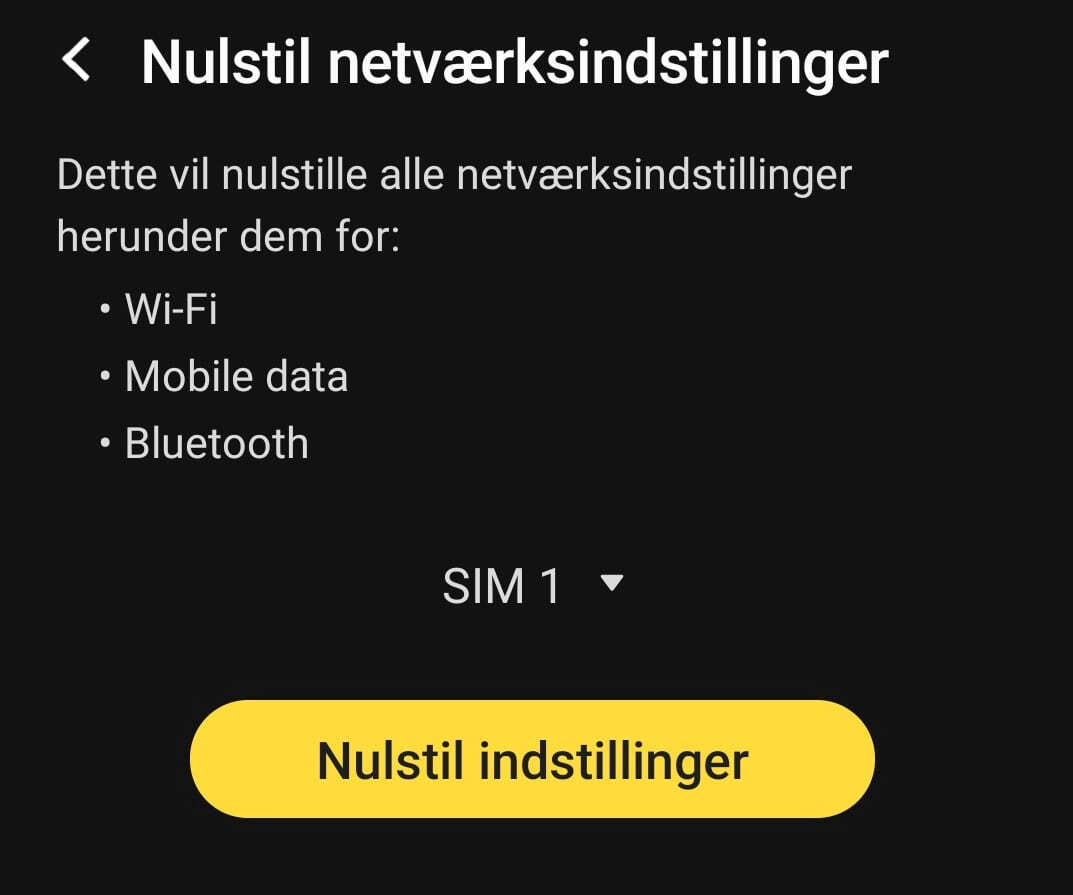 Nulstil netværksindstillinger
Dette vil nulstille alle netværksindstillinger
herunder dem for:
• Wi-Fi
• Mobile data
• Bluetooth
SIM 1
Nulstil indstillinger